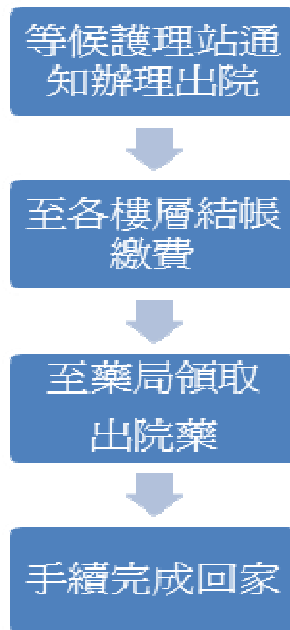 等候護理站通
知辦理出院
至各樓層結帳
繳費
至藥局領取
出院藥
手續完成回家